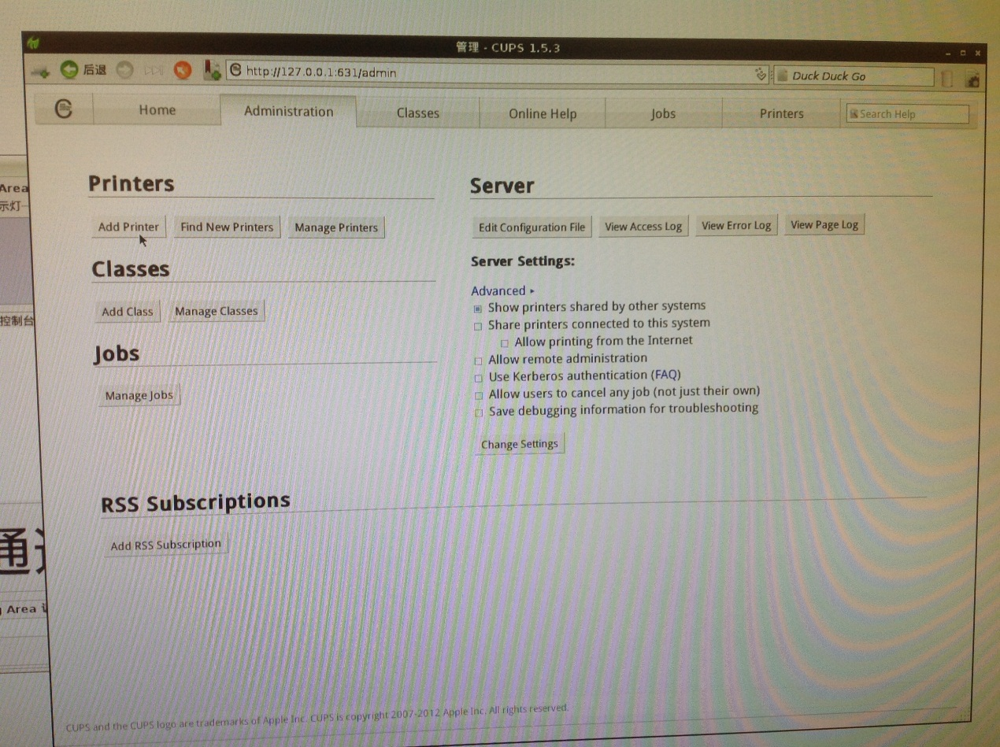 管理 - CUPS 1.5.3
后退
http://127.0.0.1:631/admin
Duck Duck Go
Home
Administration
Classes
Online Help
Jobs
Printers
Search Help
Printers
Add Printer
Find New Printers
Manage Printers
Classes
Add Class
Manage Classes
Jobs
Manage Jobs
Server
Edit Configuration File
View Access Log
View Error Log
View Page Log
Server Settings:
Advanced ▸
Show printers shared by other systems
Share printers connected to this system
Allow printing from the Internet
Allow remote administration
Use Kerberos authentication (FAQ)
Allow users to cancel any job (not just their own)
Save debugging information for troubleshooting
Change Settings
RSS Subscriptions
Add RSS Subscription
CUPS and the CUPS logo are trademarks of Apple Inc. CUPS is copyright 2007-2012 Apple Inc. All rights reserved.
Area
示灯
控制台
通
Area